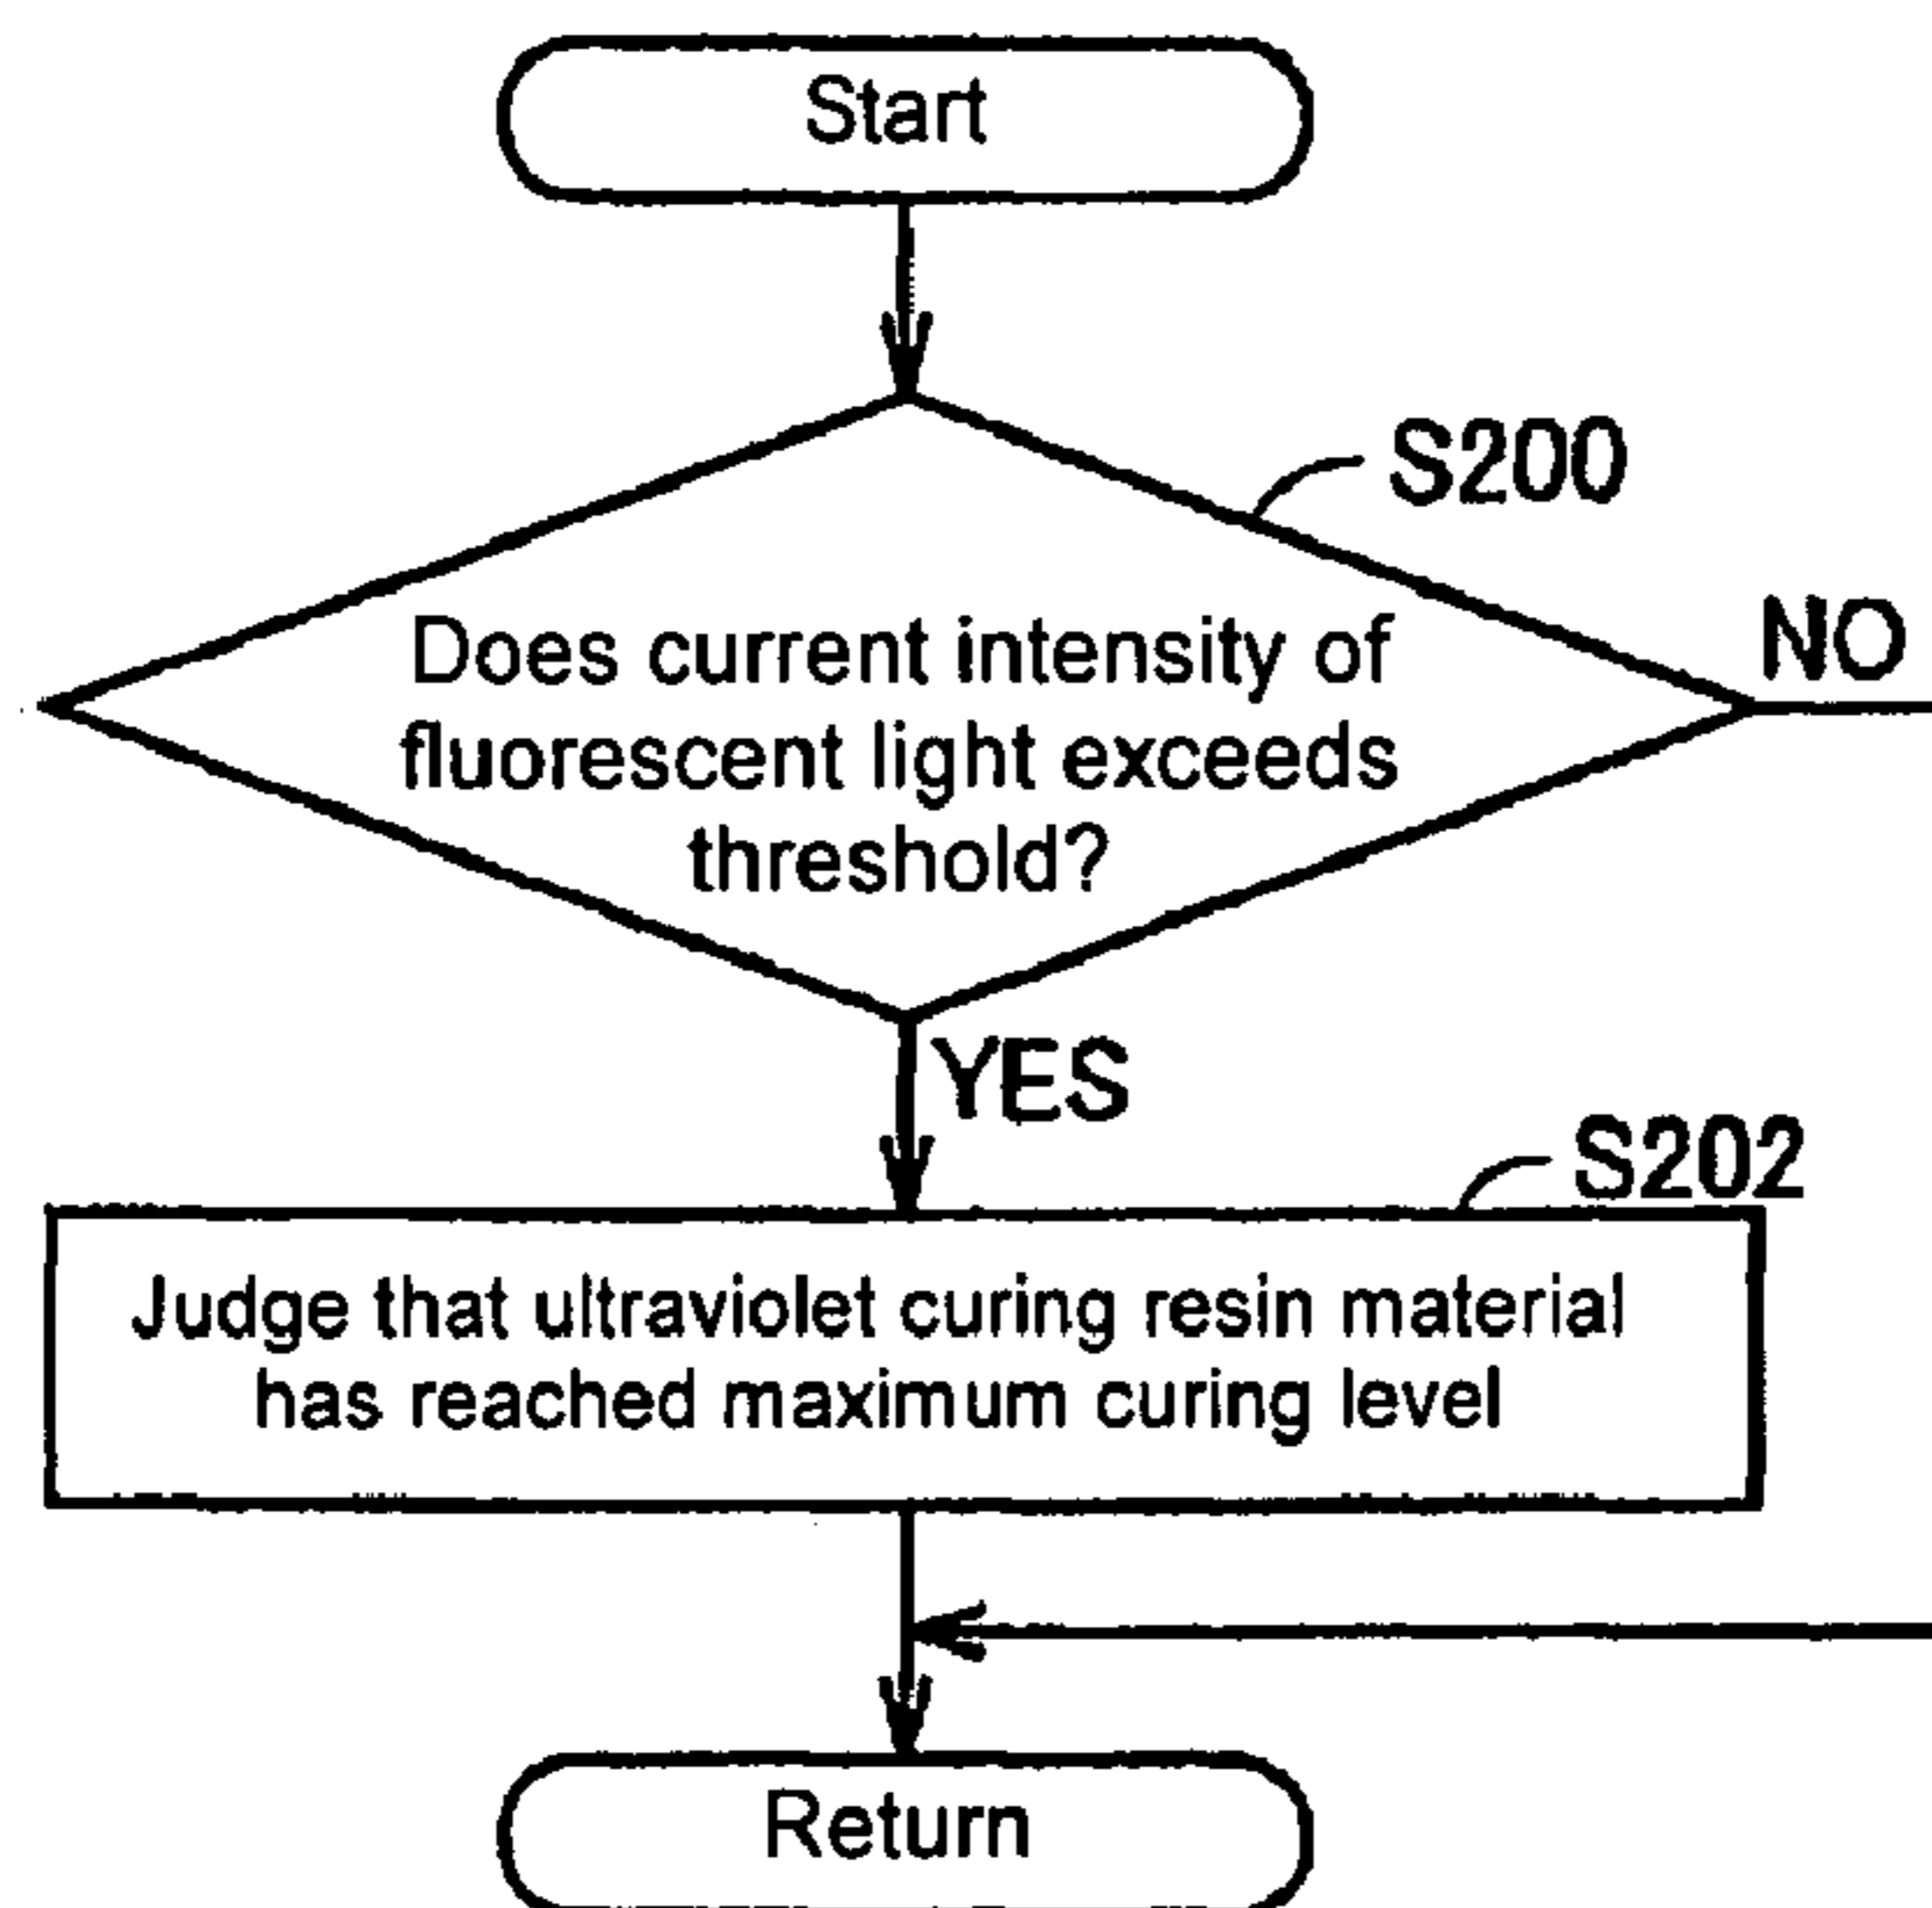 Start
S200
Does current intensity of
fluorescent light exceeds
threshold?
NO
YES
S202
Judge that ultraviolet curing resin material
has reached maximum curing level
Return